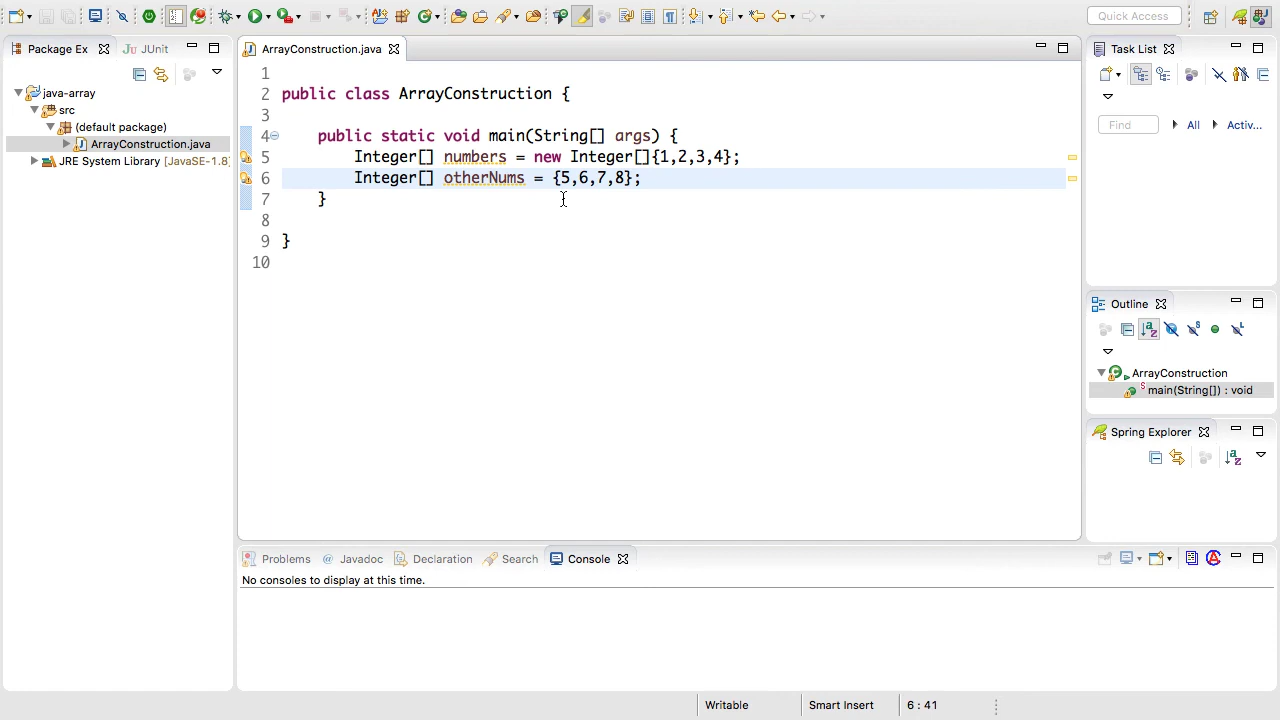 Quick Access
Package Ex
JUnit
java-array
src
(default package)
ArrayConstruction.java
JRE System Library [JavaSE-1.8]
ArrayConstruction.java
1
2 public class ArrayConstruction {
3
4 public static void main(String[] args) {
5 Integer[] numbers = new Integer[]{1,2,3,4};
6 Integer[] otherNums = {5,6,7,8};
7 }
8
9 }
10
Task List
Find
All
Activ...
Outline
ArrayConstruction
main(String[]) : void
Spring Explorer
Problems
Javadoc
Declaration
Search
Console
No consoles to display at this time.
Writable
Smart Insert
6 : 41